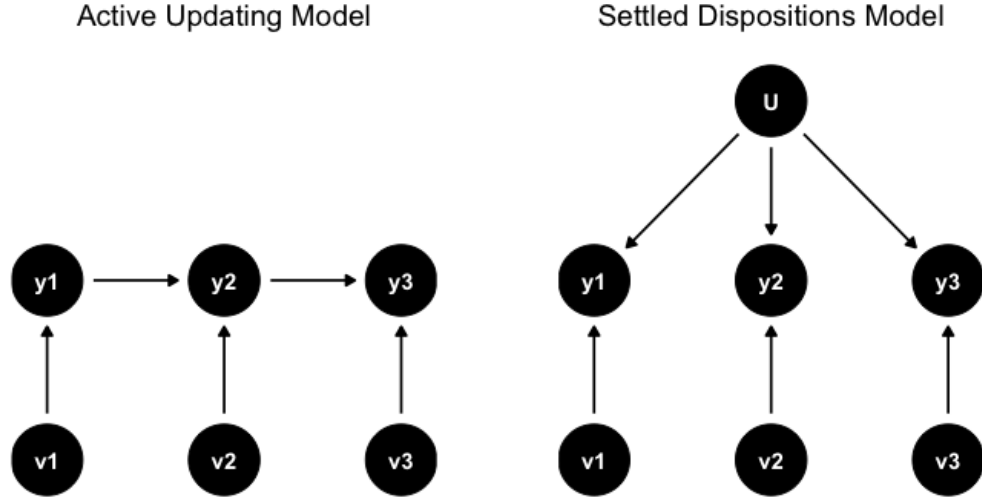 Active Updating Model
y1
y2
y3
v1
v2
v3
Settled Dispositions Model
U
y1
y2
y3
v1
v2
v3